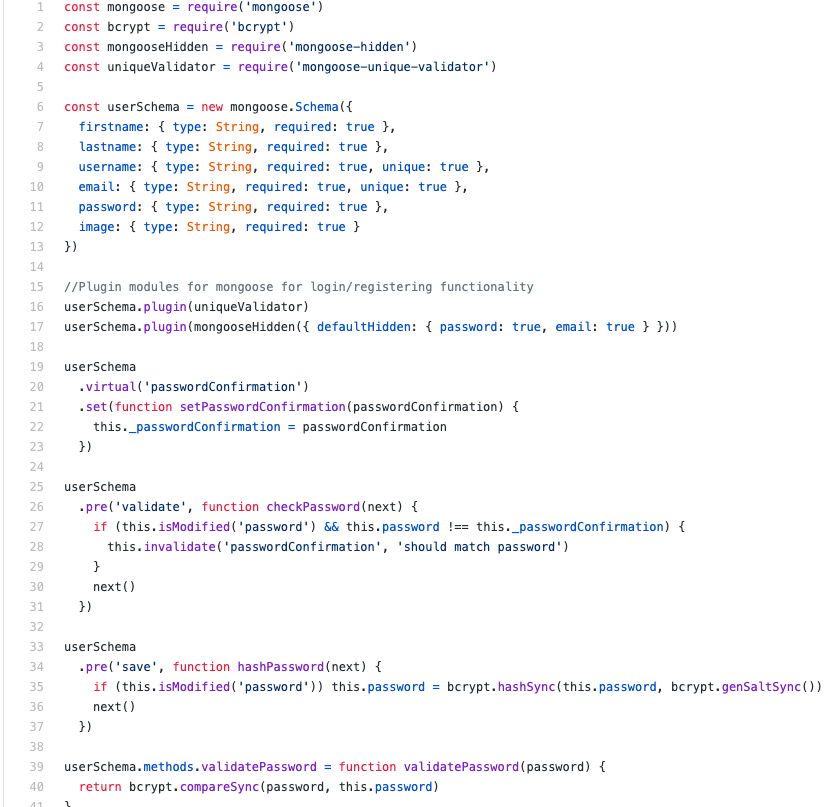 1 const mongoose = require('mongoose')
2 const bcrypt = require('bcrypt')
3 const mongooseHidden = require('mongoose-hidden')
4 const uniqueValidator = require('mongoose-unique-validator')
5
6 const userSchema = new mongoose.Schema({
7   firstname: { type: String, required: true },
8   lastname: { type: String, required: true },
9   username: { type: String, required: true, unique: true },
10   email: { type: String, required: true, unique: true },
11   password: { type: String, required: true },
12   image: { type: String, required: true }
13 })
14
15 //Plugin modules for mongoose for login/registering functionality
16 userSchema.plugin(uniqueValidator)
17 userSchema.plugin(mongooseHidden({ defaultHidden: { password: true, email: true } }))
18
19 userSchema
20   .virtual('passwordConfirmation')
21   .set(function setPasswordConfirmation(passwordConfirmation) {
22     this._passwordConfirmation = passwordConfirmation
23   })
24
25 userSchema
26   .pre('validate', function checkPassword(next) {
27     if (this.isModified('password') && this.password !== this._passwordConfirmation) {
28       this.invalidate('passwordConfirmation', 'should match password')
29     }
30     next()
31   })
32
33 userSchema
34   .pre('save', function hashPassword(next) {
35     if (this.isModified('password')) this.password = bcrypt.hashSync(this.password, bcrypt.genSaltSync())
36     next()
37   })
38
39 userSchema.methods.validatePassword = function validatePassword(password) {
40   return bcrypt.compareSync(password, this.password)
41 }